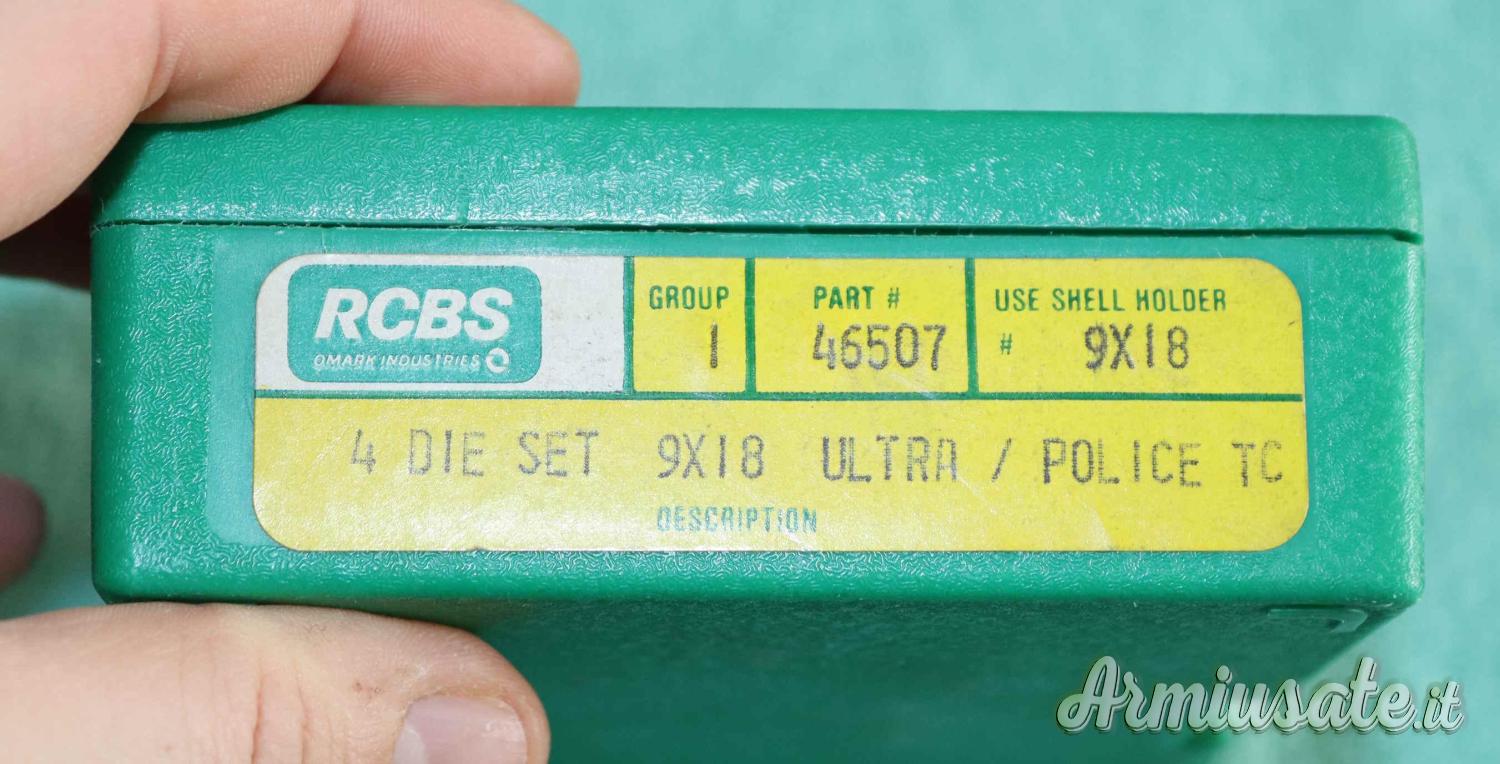 RCBS
OMARK INDUSTRIES
GROUP
1
PART #
46507
USE SHELL HOLDER
# 9X18
4 DIE SET 9X18 ULTRA / POLICE TC
DESCRIPTION
Armiusate.it